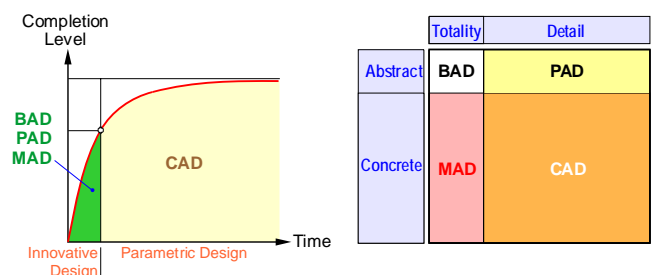 Completion
Level
BAD
PAD
MAD
CAD
Time
Innovative
Design
Parametric Design
Totality
Detail
Abstract
BAD
PAD
Concrete
MAD
CAD